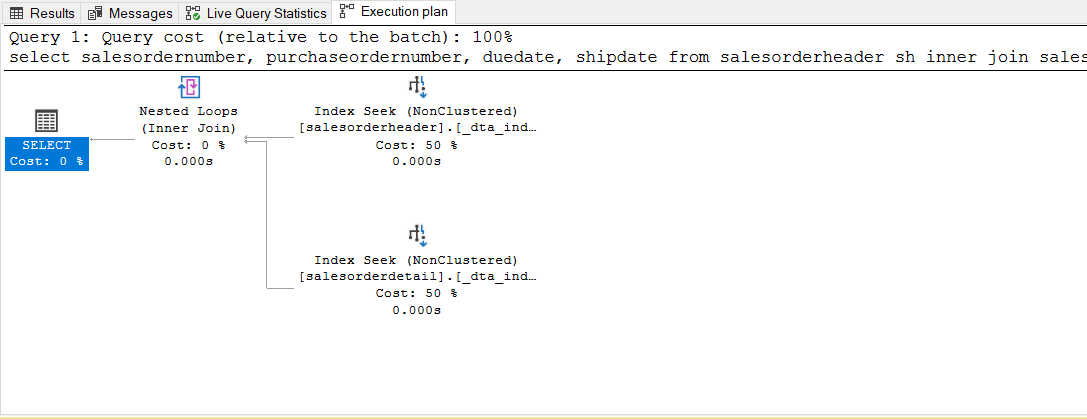 Results Messages Live Query Statistics Execution plan
Query 1: Query cost (relative to the batch): 100%
select salesordernumber, purchaseordernumber, duedate, shipdate from salesorderheader sh inner join sales
SELECT
Cost: 0 %
Nested Loops
(Inner Join)
Cost: 0 %
0.000s
Index Seek (NonClustered)
[salesorderheader].[_dta_ind…
Cost: 50 %
0.000s
Index Seek (NonClustered)
[salesorderdetail].[_dta_ind…
Cost: 50 %
0.000s